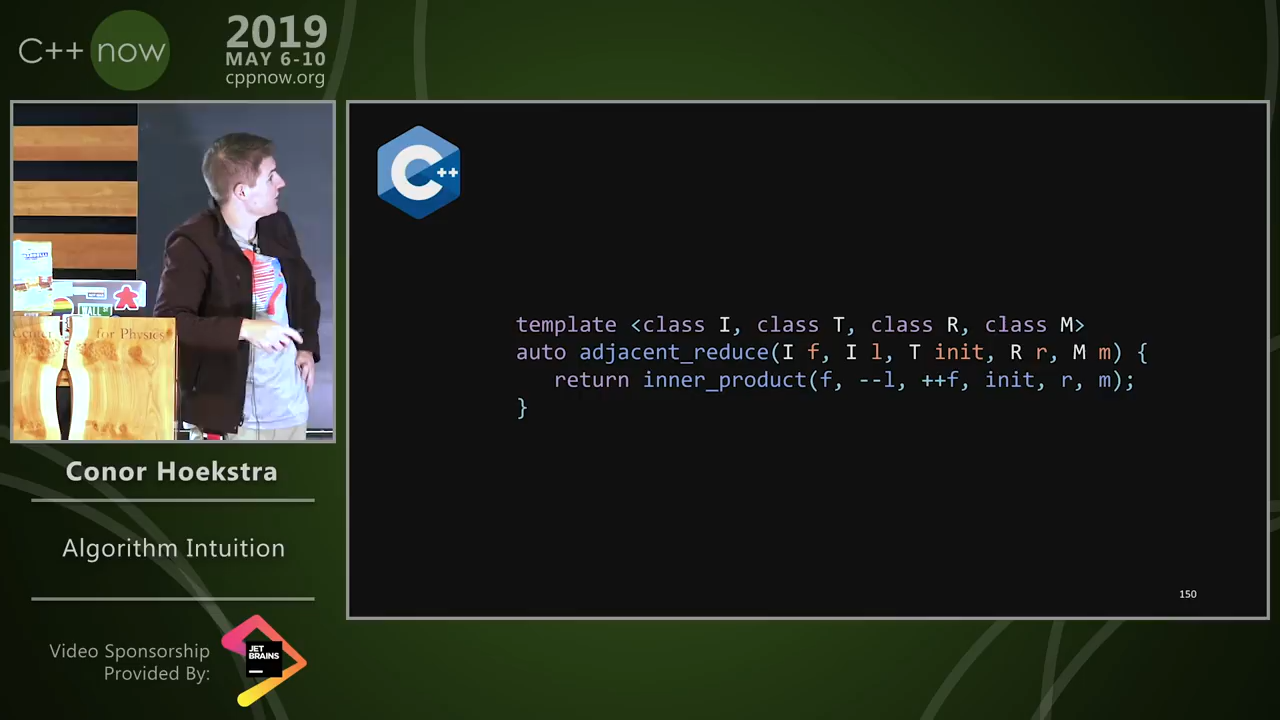 C++ now
2019
MAY 6-10
cppnow.org
for Physics
template <class I, class T, class R, class M>
auto adjacent_reduce(I f, I l, T init, R r, M m) {
return inner_product(f, --l, ++f, init, r, m);
}
150
Conor Hoekstra
Algorithm Intuition
Video Sponsorship
Provided By:
JET
BRAINS